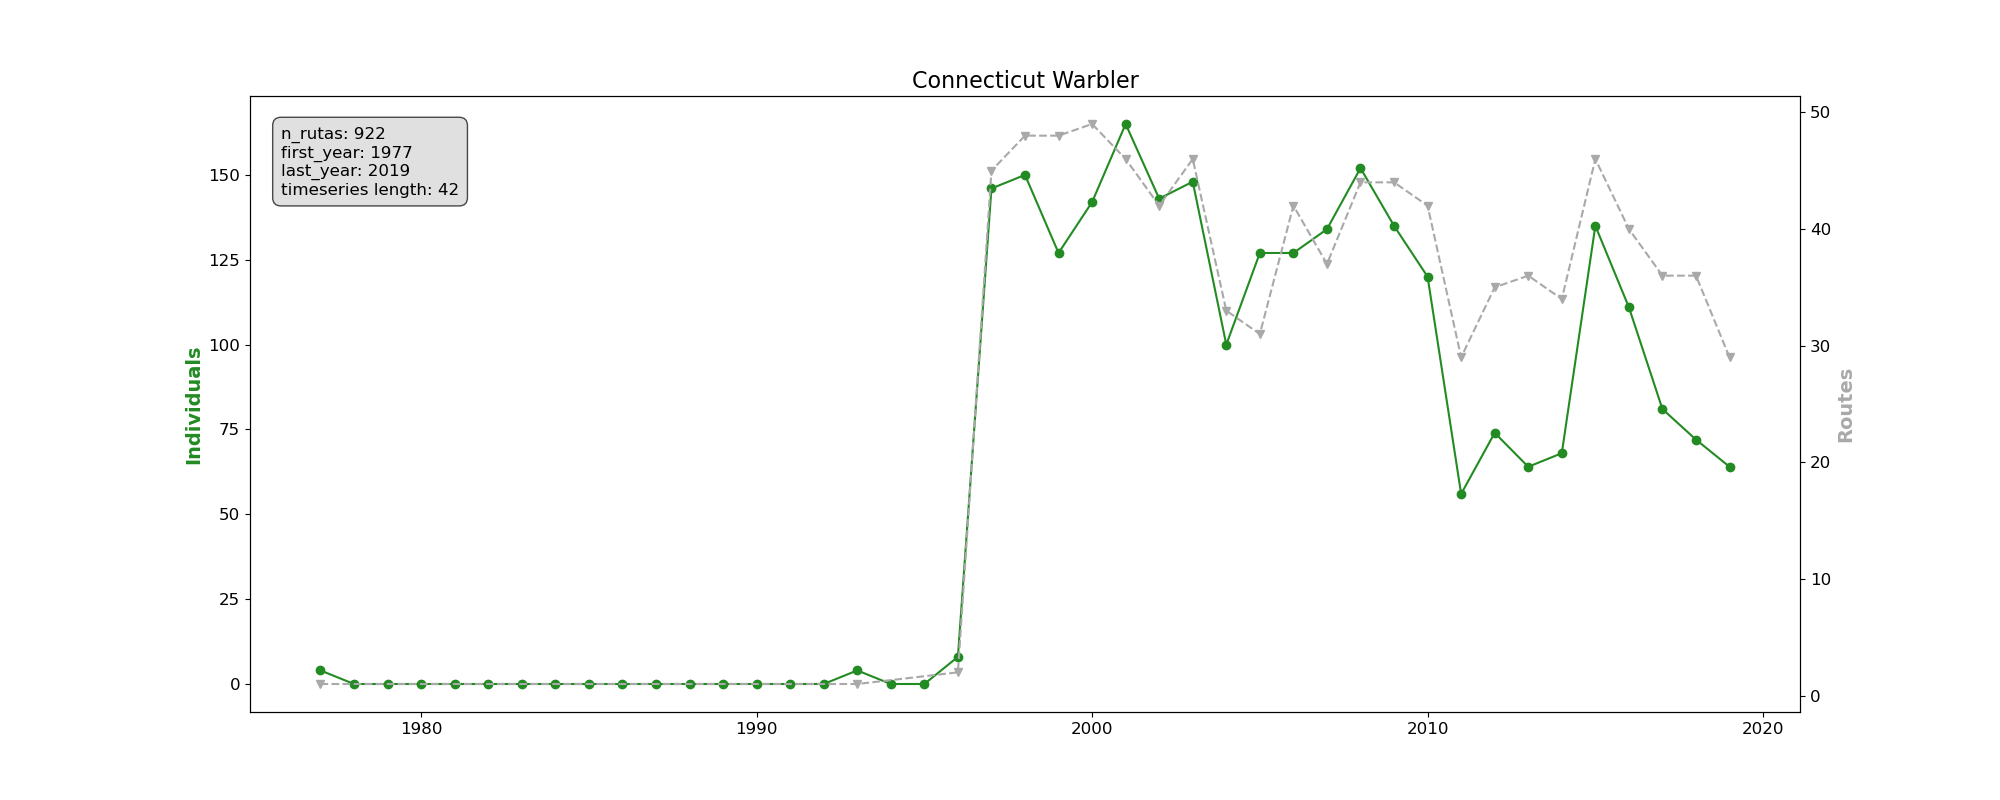 Connecticut Warbler
n_rutas: 922
first_year: 1977
last_year: 2019
timeseries length: 42
Individuals
150
125
100
75
50
25
0
Routes
50
40
30
20
10
0
1980
1990
2000
2010
2020